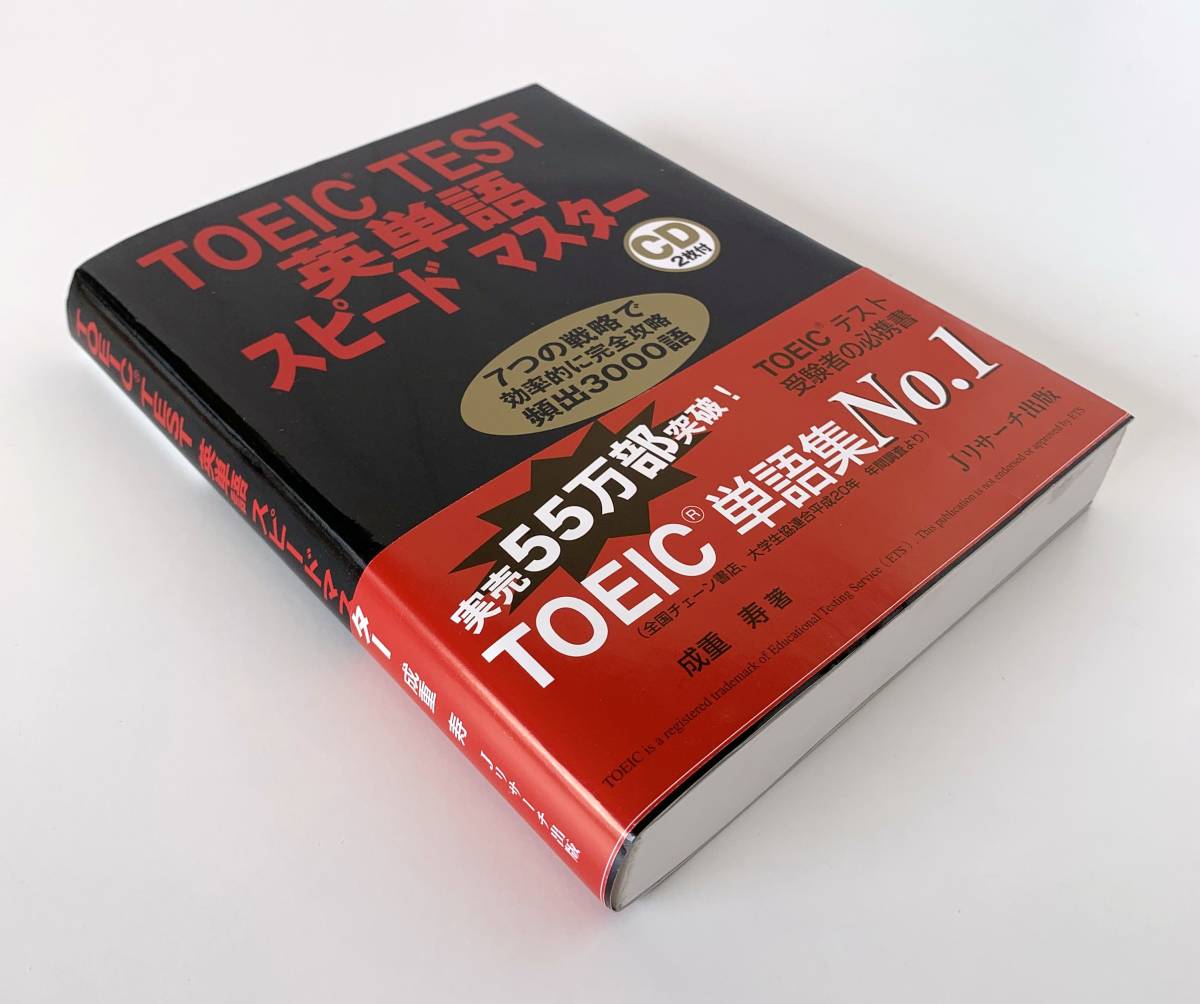 TOEIC® TEST
英単語
スピード マスター
CD
2枚付
7つの戦略で
効率的に完全攻略
頻出3000語
TOEIC®テスト
受験者の必携書
実売55万部突破！
TOEIC®単語集No.1
(全国チェーン書店、大学生協連合平成20年 年間調査より)
成重 寿 著
Jリサーチ出版
TOEIC is a registered trademark of Educational Testing Service (ETS). This publication is not endorsed or approved by ETS
TOEIC® TEST 英単語 スピードマスター 成重 寿 Jリサーチ出版